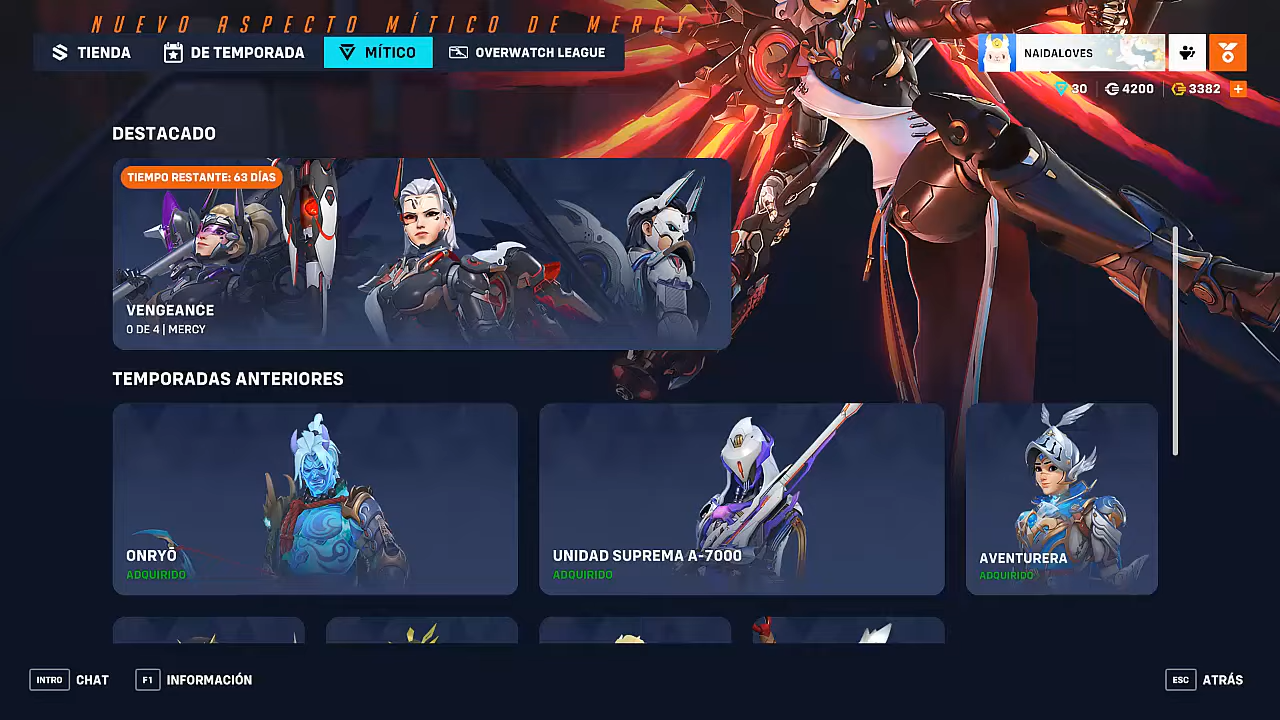 NUEVO ASPECTO MÍTICO DE MERCY
TIENDA
DE TEMPORADA
MÍTICO
OVERWATCH LEAGUE
NAIDALOVES
30
4200
3382
+
DESTACADO
TIEMPO RESTANTE: 63 DÍAS
VENGEANCE
0 DE 4 | MERCY
TEMPORADAS ANTERIORES
ONRYŌ
ADQUIRIDO
UNIDAD SUPREMA A-7000
ADQUIRIDO
AVENTURERA
ADQUIRIDO
INTRO CHAT
F1 INFORMACIÓN
ESC ATRÁS